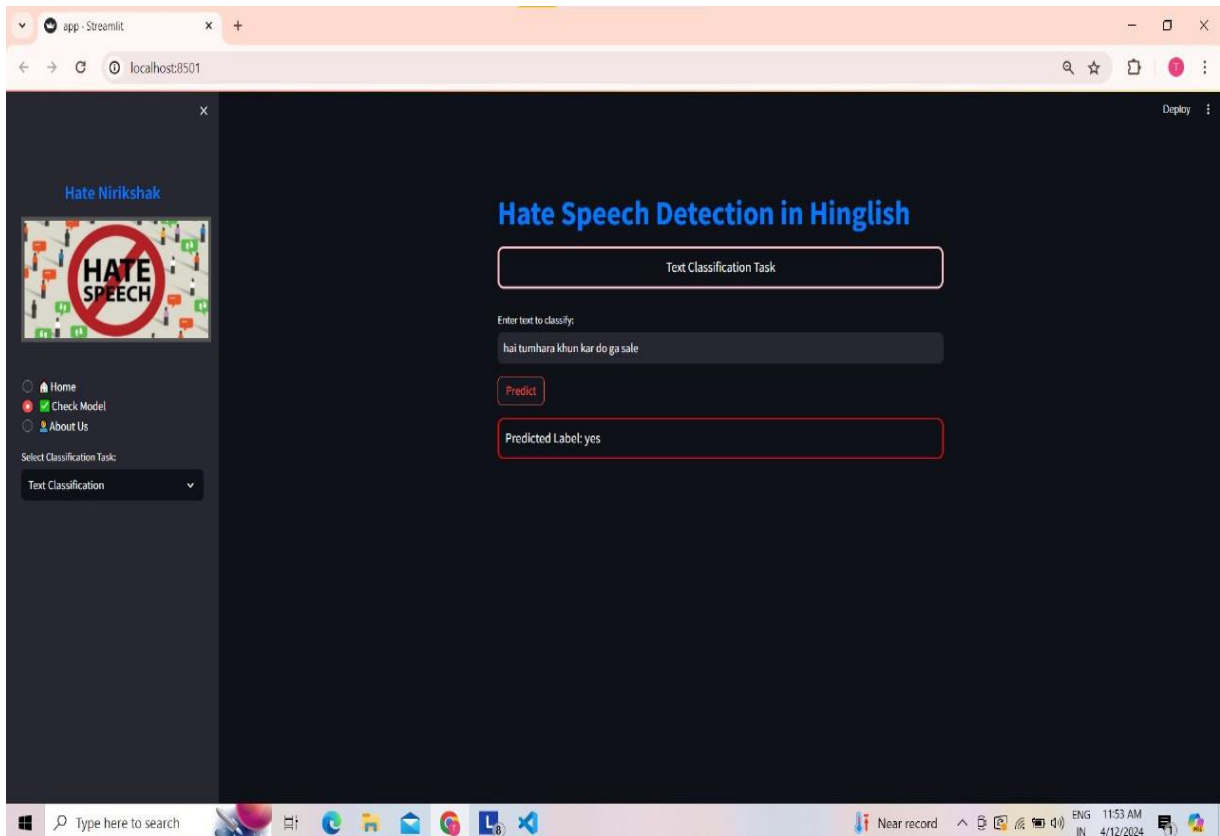 app · Streamlit
localhost:8501
T
Deploy
Hate Nirikshak
HATE
SPEECH
Home
Check Model
About Us
Select Classification Task:
Text Classification
Hate Speech Detection in Hinglish
Text Classification Task
Enter text to classify:
hai tumhara khun kar do ga sale
Predict
Predicted Label: yes
Type here to search
L
8
Near record
ENG
IN
11:53 AM
4/12/2024
1